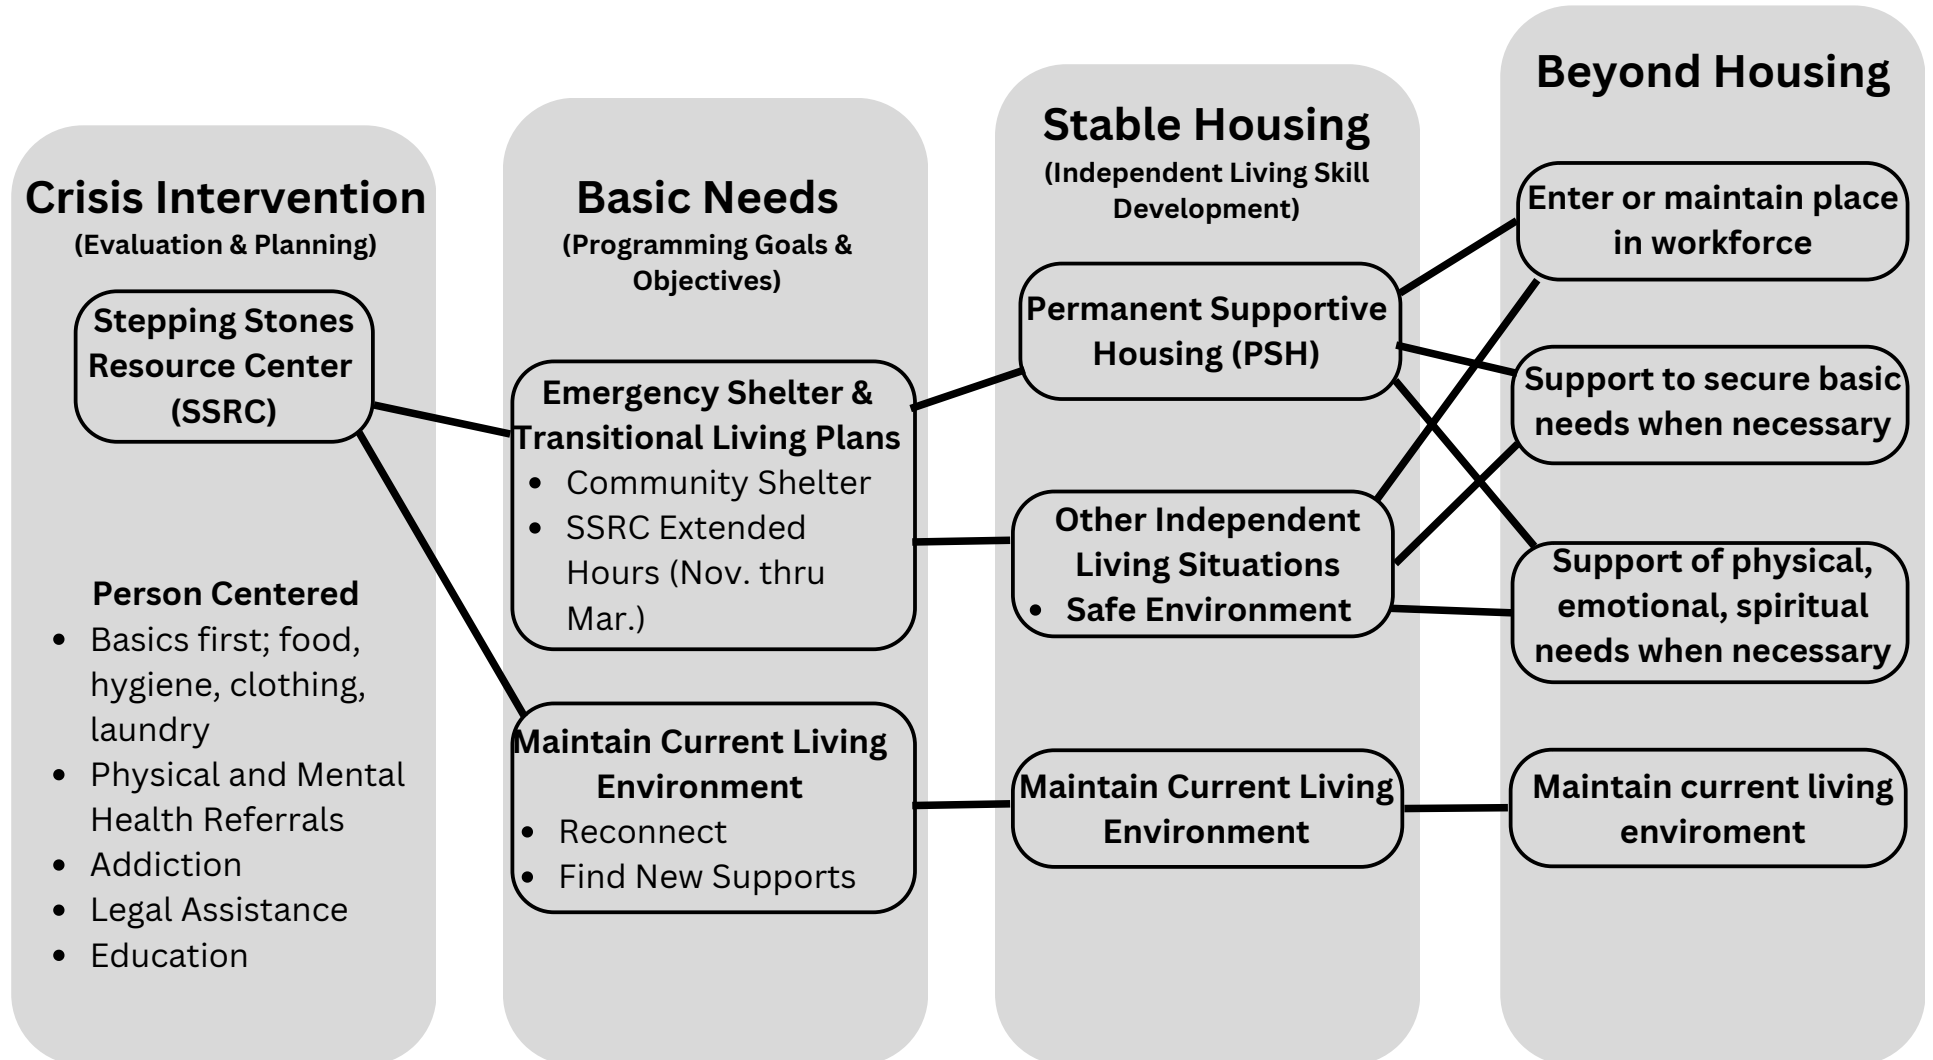 Crisis Intervention
(Evaluation & Planning)
Stepping Stones
Resource Center
(SSRC)
Person Centered
• Basics first; food,
hygiene, clothing,
laundry
• Physical and Mental
Health Referrals
• Addiction
• Legal Assistance
• Education
Basic Needs
(Programming Goals &
Objectives)
Emergency Shelter &
Transitional Living Plans
• Community Shelter
• SSRC Extended
Hours (Nov. thru
Mar.)
Maintain Current Living
Environment
• Reconnect
• Find New Supports
Stable Housing
(Independent Living Skill
Development)
Permanent Supportive
Housing (PSH)
Other Independent
Living Situations
• Safe Environment
Maintain Current Living
Environment
Beyond Housing
Enter or maintain place
in workforce
Support to secure basic
needs when necessary
Support of physical,
emotional, spiritual
needs when necessary
Maintain current living
enviroment